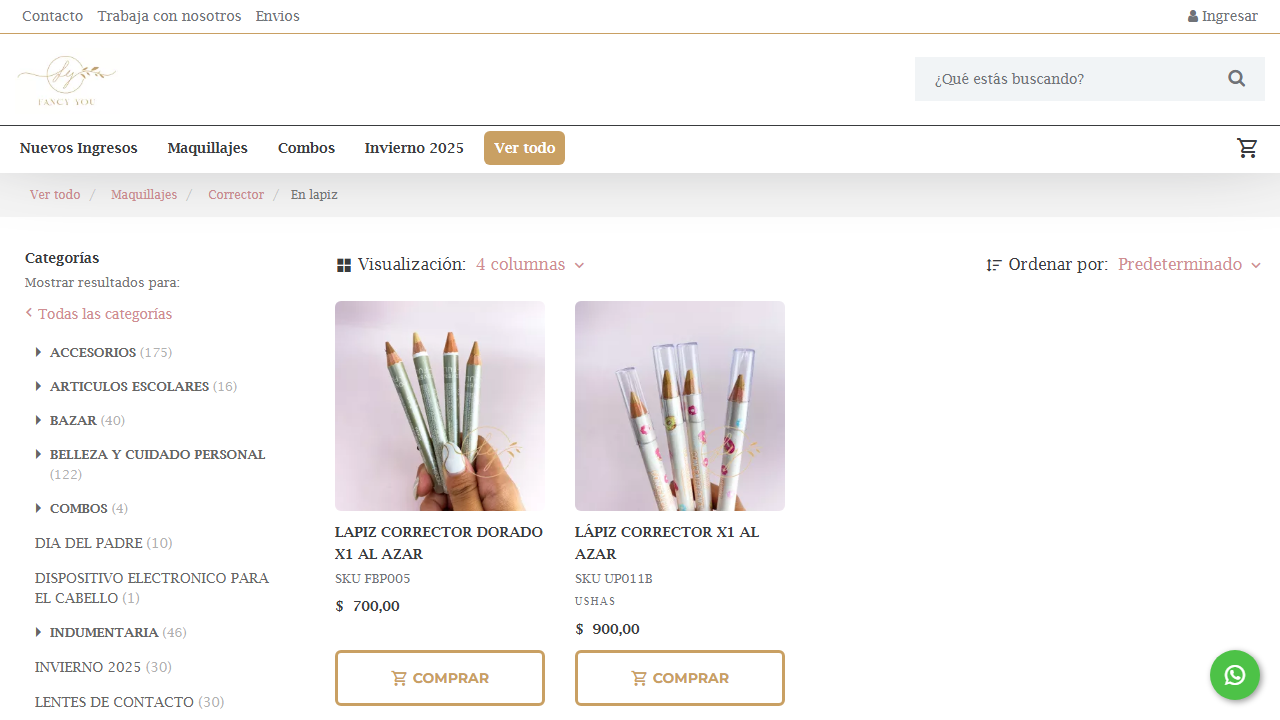 Contacto Trabaja con nosotros Envios Ingresar
FANCY YOU
¿Qué estás buscando?
Nuevos Ingresos Maquillajes Combos Invierno 2025 Ver todo
Ver todo / Maquillajes / Corrector / En lapiz
Categorías
Mostrar resultados para:
Todas las categorías
ACCESORIOS (175)
ARTICULOS ESCOLARES (16)
BAZAR (40)
BELLEZA Y CUIDADO PERSONAL
(122)
COMBOS (4)
DIA DEL PADRE (10)
DISPOSITIVO ELECTRONICO PARA
EL CABELLO (1)
INDUMENTARIA (46)
INVIERNO 2025 (30)
LENTES DE CONTACTO (30)
Visualización: 4 columnas
Ordenar por: Predeterminado
LAPIZ CORRECTOR DORADO
X1 AL AZAR
SKU FBP005
$ 700,00
COMPRAR
LÁPIZ CORRECTOR X1 AL
AZAR
SKU UP011B
USHAS
$ 900,00
COMPRAR